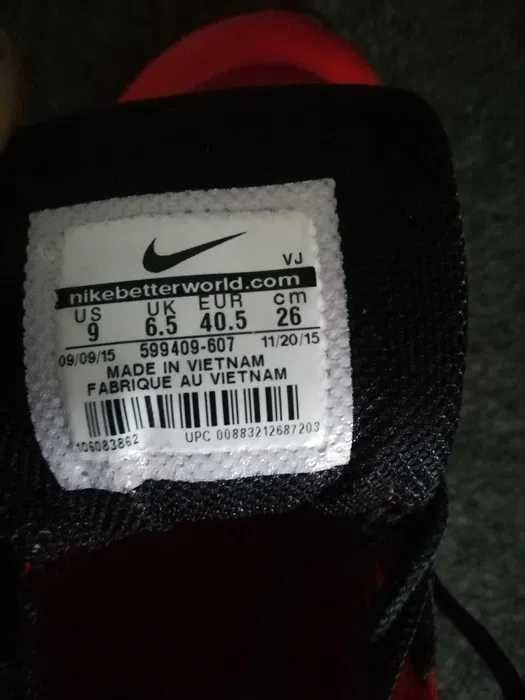 VJ
nikebetterworld.com
US UK EUR cm
9 6.5 40.5 26
09/09/15 599409-607 11/20/15
MADE IN VIETNAM
FABRIQUE AU VIETNAM
106083862 UPC 00883212687203